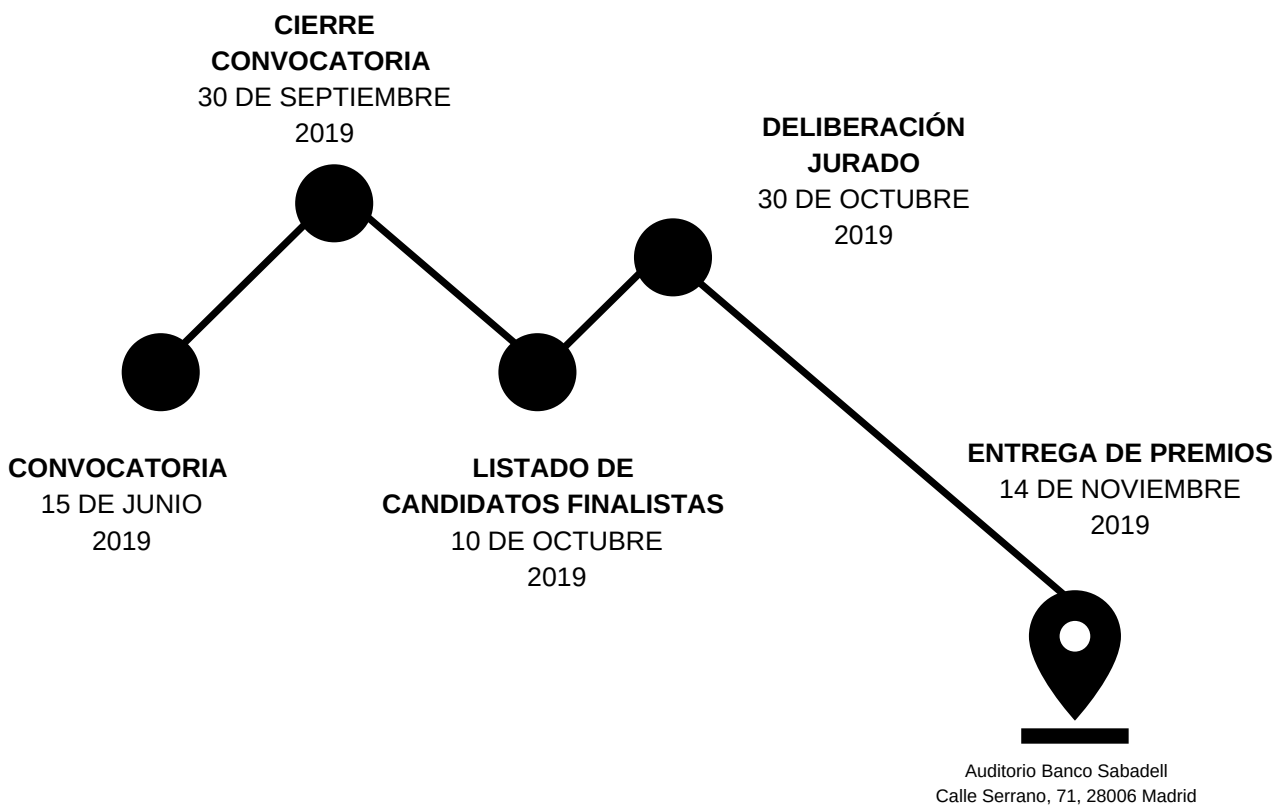 CIERRE
CONVOCATORIA
30 DE SEPTIEMBRE
2019
DELIBERACIÓN
JURADO
30 DE OCTUBRE
2019
CONVOCATORIA
15 DE JUNIO
2019
LISTADO DE
CANDIDATOS FINALISTAS
10 DE OCTUBRE
2019
ENTREGA DE PREMIOS
14 DE NOVIEMBRE
2019
Auditorio Banco Sabadell
Calle Serrano, 71, 28006 Madrid